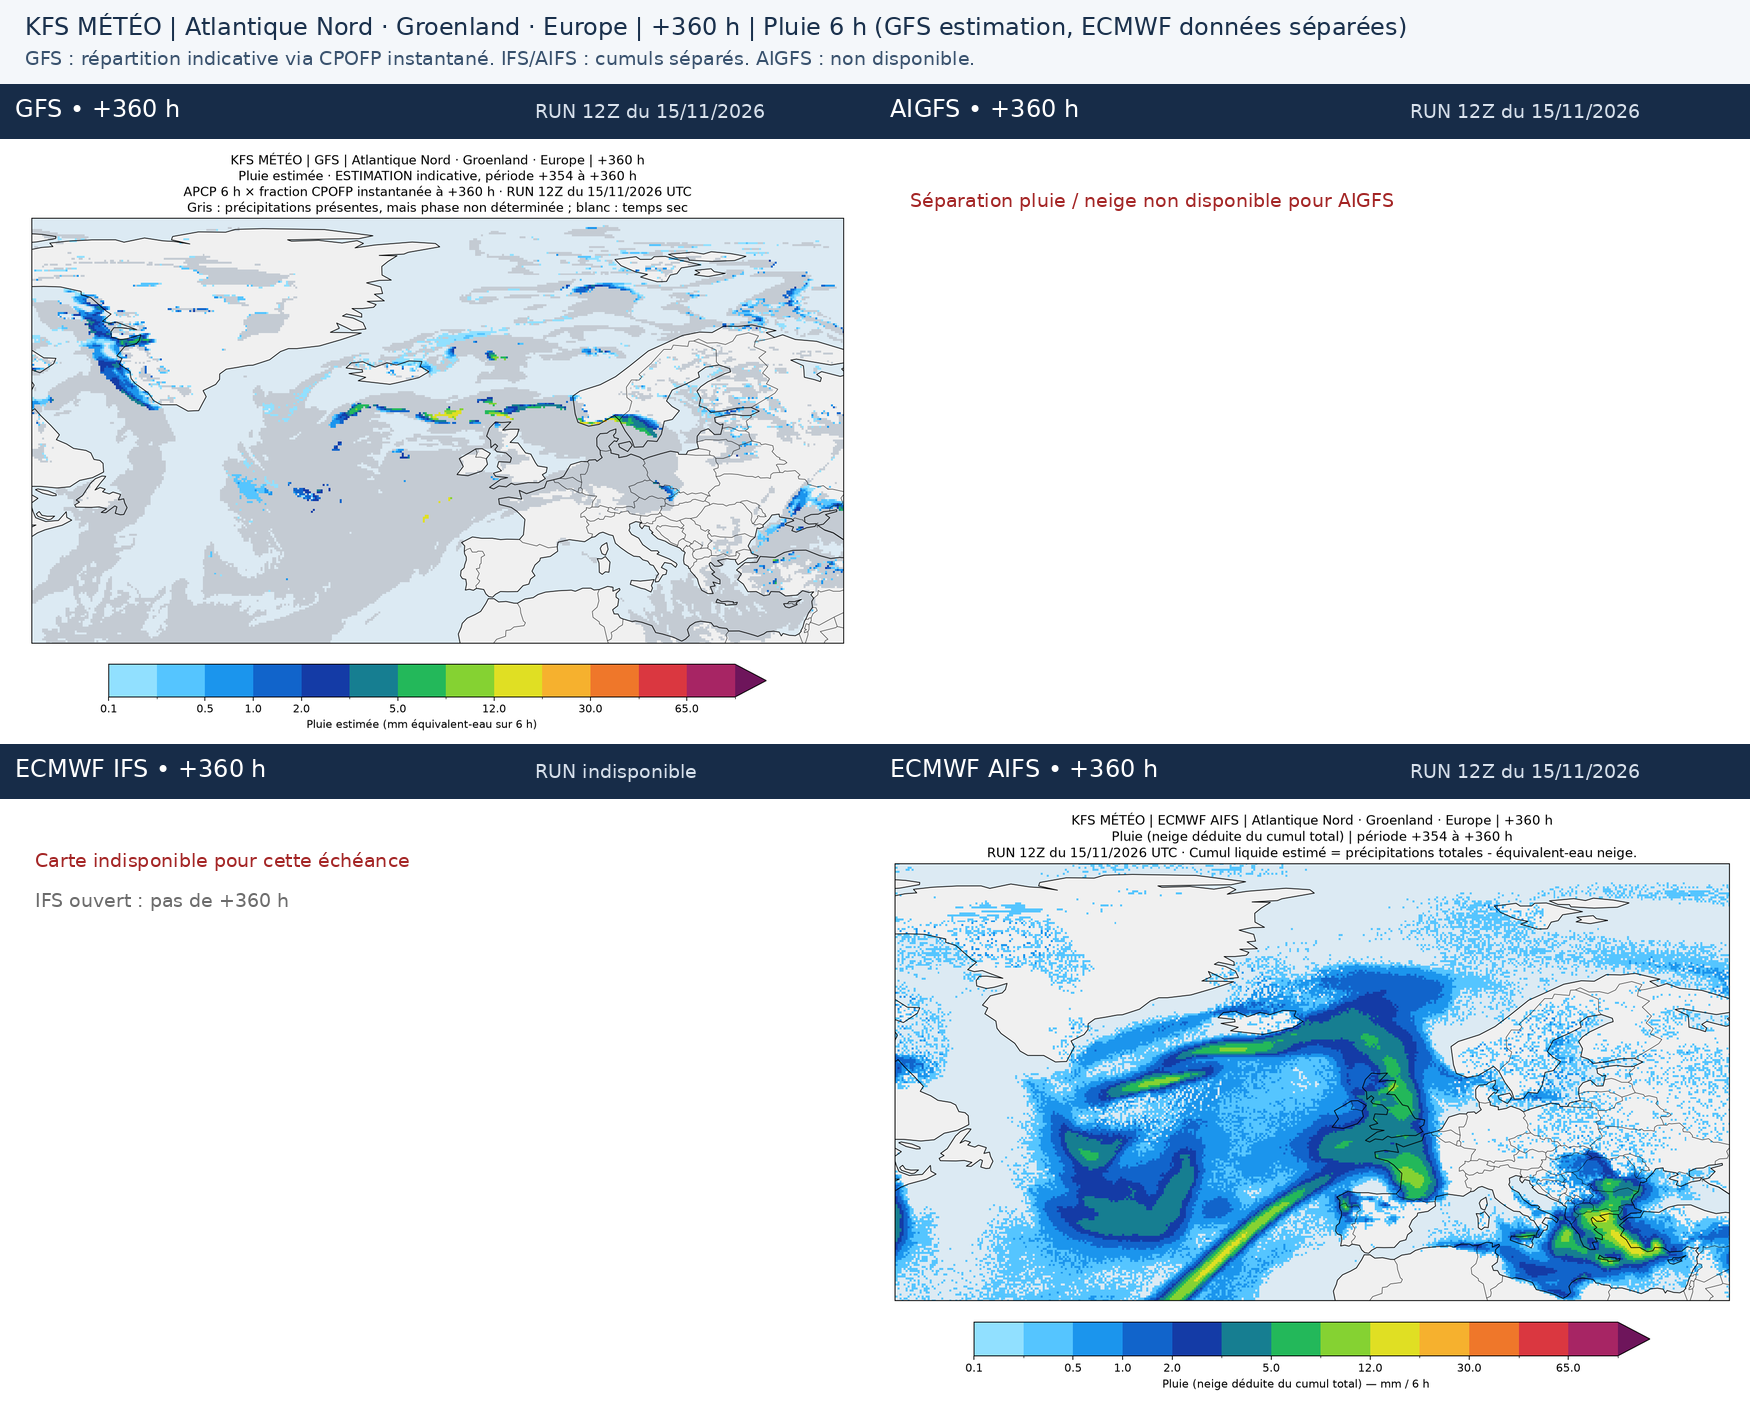 KFS MÉTÉO | Atlantique Nord · Groenland · Europe | +360 h | Pluie 6 h (GFS estimation, ECMWF données séparées)
GFS : répartition indicative via CPOFP instantané. IFS/AIFS : cumuls séparés. AIGFS : non disponible.
GFS • +360 h
RUN 12Z du 15/11/2026
KFS MÉTÉO | GFS | Atlantique Nord · Groenland · Europe | +360 h
Pluie estimée · ESTIMATION indicative, période +354 à +360 h
APCP 6 h × fraction CPOFP instantanée à +360 h · RUN 12Z du 15/11/2026 UTC
Gris : précipitations présentes, mais phase non déterminée ; blanc : temps sec
0.1 0.5 1.0 2.0 5.0 12.0 30.0 65.0
Pluie estimée (mm équivalent-eau sur 6 h)
AIGFS • +360 h
RUN 12Z du 15/11/2026
Séparation pluie / neige non disponible pour AIGFS
ECMWF IFS • +360 h
RUN indisponible
Carte indisponible pour cette échéance
IFS ouvert : pas de +360 h
ECMWF AIFS • +360 h
RUN 12Z du 15/11/2026
KFS MÉTÉO | ECMWF AIFS | Atlantique Nord · Groenland · Europe | +360 h
Pluie (neige déduite du cumul total) | période +354 à +360 h
RUN 12Z du 15/11/2026 UTC · Cumul liquide estimé = précipitations totales - équivalent-eau neige.
0.1 0.5 1.0 2.0 5.0 12.0 30.0 65.0
Pluie (neige déduite du cumul total) — mm / 6 h